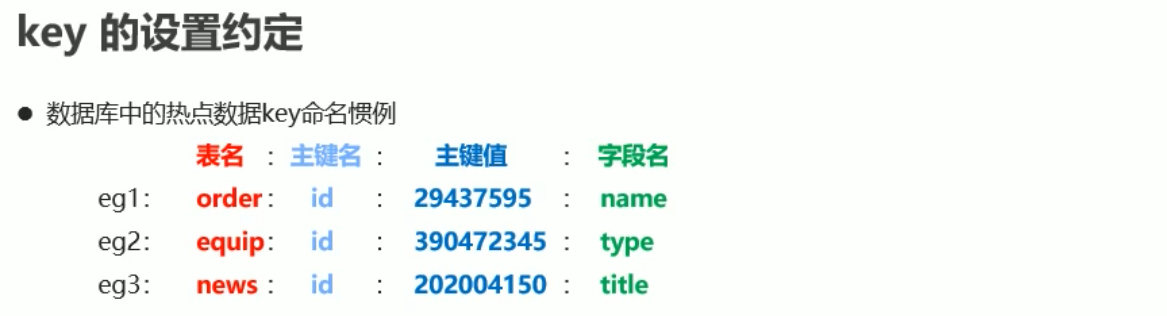 key 的设置约定
● 数据库中的热点数据key命名惯例
表名 : 主键名 : 主键值 : 字段名
eg1: order : id : 29437595 : name
eg2: equip : id : 390472345 : type
eg3: news : id : 202004150 : title